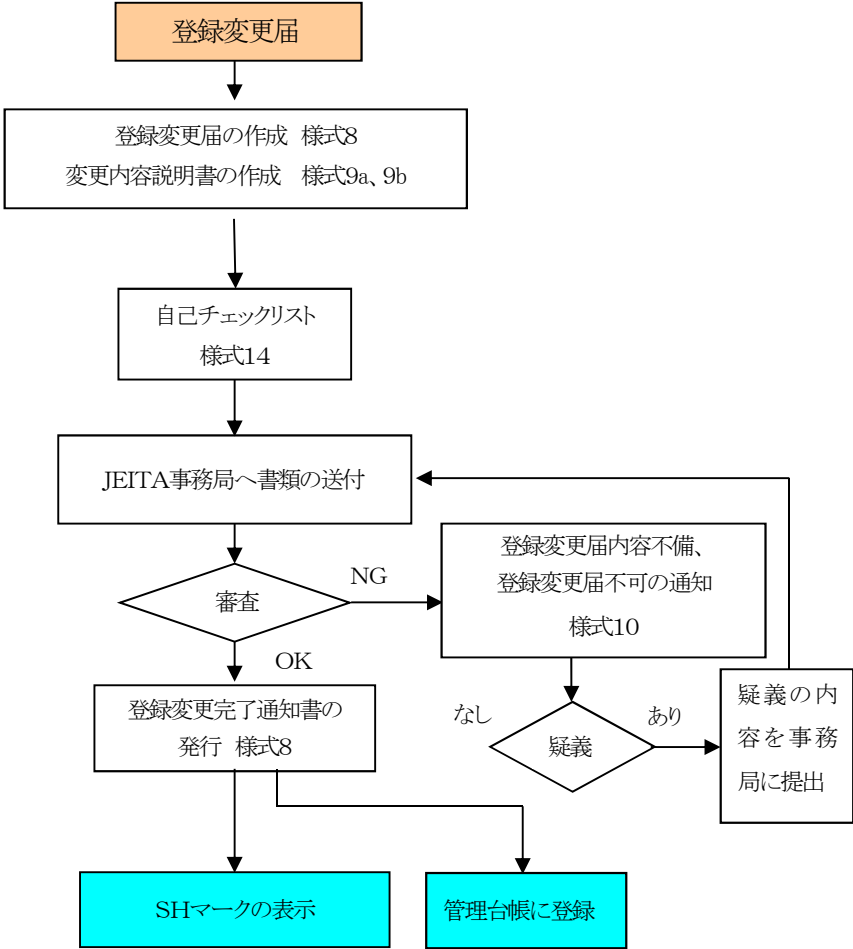 登録変更届
登録変更届の作成 様式8
変更内容説明書の作成 様式9a、9b
自己チェックリスト
様式14
JEITA事務局へ書類の送付
審査
NG
OK
登録変更届内容不備、
登録変更届不可の通知
様式10
登録変更完了通知書の
発行 様式8
なし
疑義
あり
疑義の内
容を事務
局に提出
SHマークの表示
管理台帳に登録